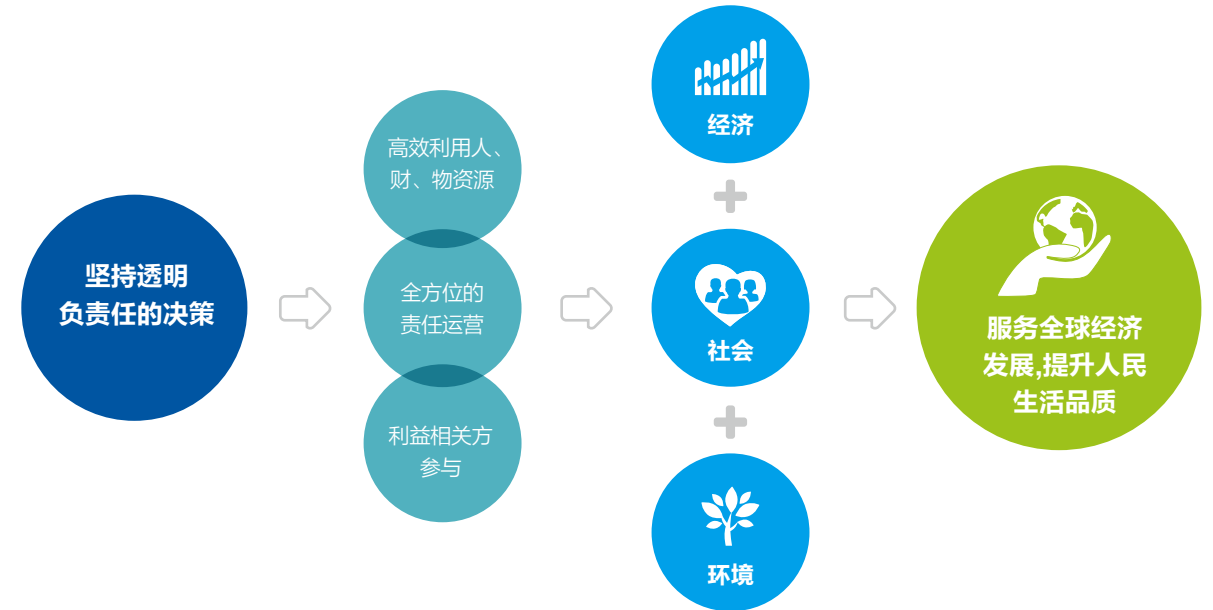 坚持透明
负责任的决策
高效利用人、
财、物资源
全方位的
责任运营
利益相关方
参与
经济
社会
环境
服务全球经济
发展,提升人民
生活品质